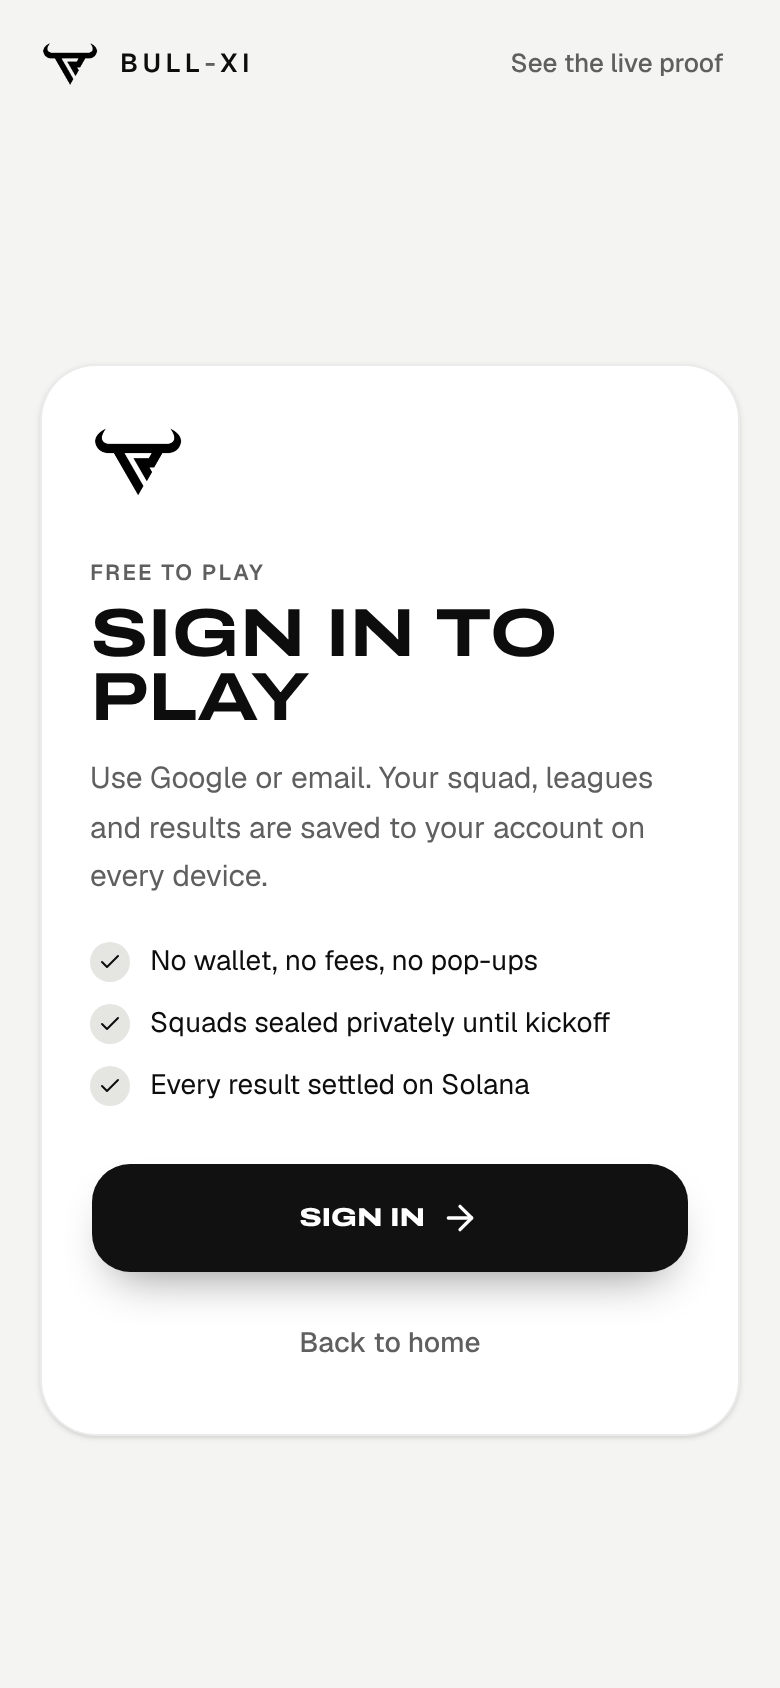 BULL-XI
See the live proof
FREE TO PLAY
SIGN IN TO
PLAY
Use Google or email. Your squad, leagues
and results are saved to your account on
every device.
No wallet, no fees, no pop-ups
Squads sealed privately until kickoff
Every result settled on Solana
SIGN IN
Back to home